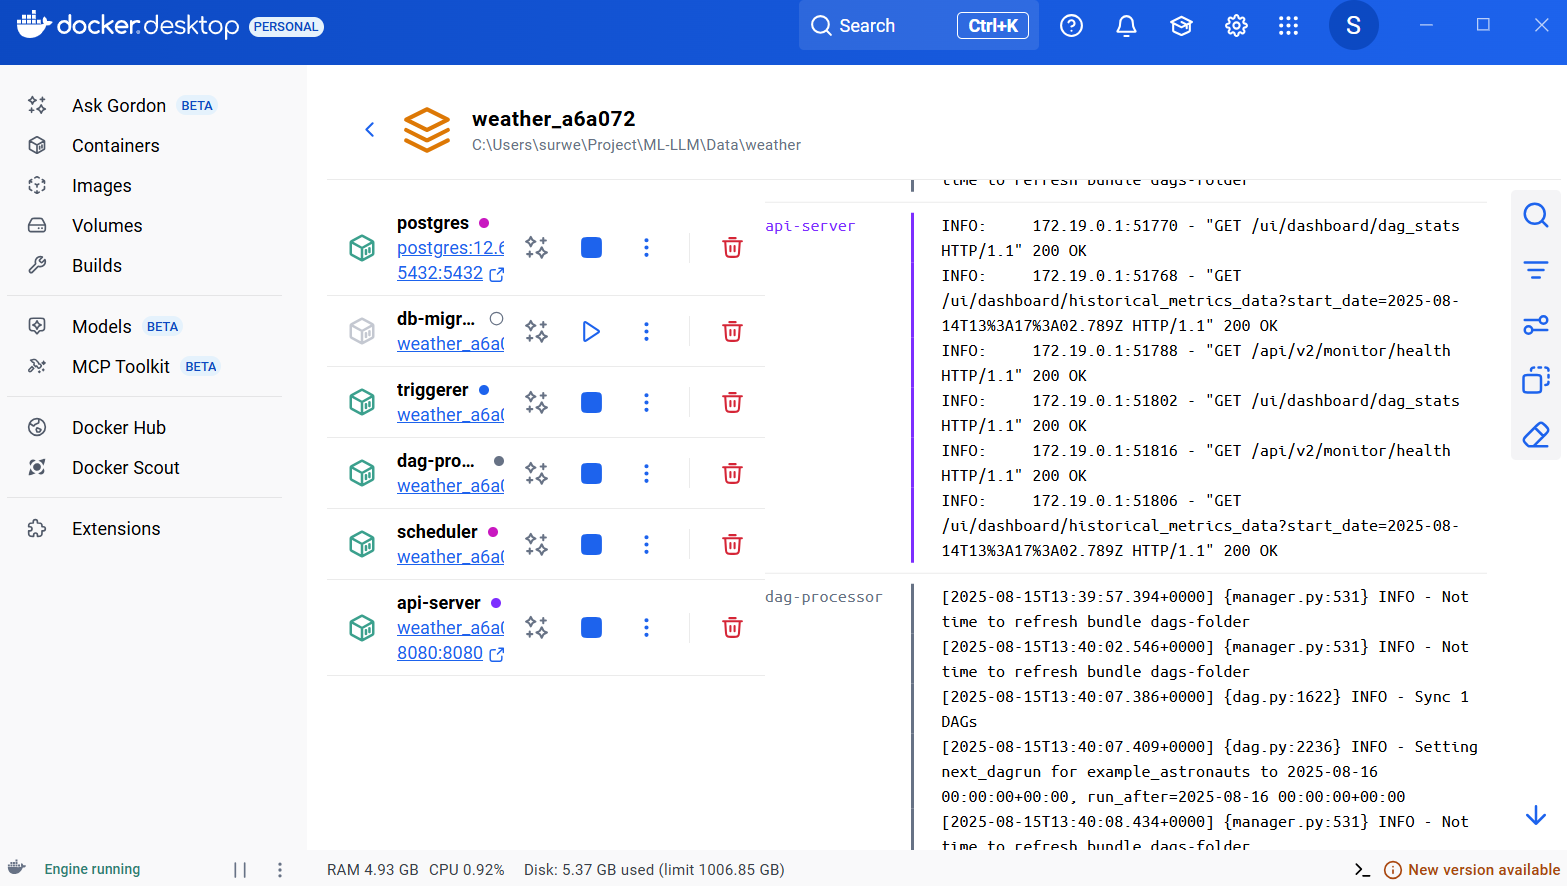 docker.desktop PERSONAL
Search Ctrl+K
S
Ask Gordon BETA
Containers
Images
Volumes
Builds
Models BETA
MCP Toolkit BETA
Docker Hub
Docker Scout
Extensions
weather_a6a072
C:\Users\surwe\Project\ML-LLM\Data\weather
postgres
postgres:12.6
5432:5432
db-migr...
weather_a6a0
triggerer
weather_a6a0
dag-pro...
weather_a6a0
scheduler
weather_a6a0
api-server
weather_a6a0
8080:8080
time to refresh bundle dags-folder
api-server
INFO: 172.19.0.1:51770 - "GET /ui/dashboard/dag_stats
HTTP/1.1" 200 OK
INFO: 172.19.0.1:51768 - "GET
/ui/dashboard/historical_metrics_data?start_date=2025-08-
14T13%3A17%3A02.789Z HTTP/1.1" 200 OK
INFO: 172.19.0.1:51788 - "GET /api/v2/monitor/health
HTTP/1.1" 200 OK
INFO: 172.19.0.1:51802 - "GET /ui/dashboard/dag_stats
HTTP/1.1" 200 OK
INFO: 172.19.0.1:51816 - "GET /api/v2/monitor/health
HTTP/1.1" 200 OK
INFO: 172.19.0.1:51806 - "GET
/ui/dashboard/historical_metrics_data?start_date=2025-08-
14T13%3A17%3A02.789Z HTTP/1.1" 200 OK
dag-processor
[2025-08-15T13:39:57.394+0000] {manager.py:531} INFO - Not
time to refresh bundle dags-folder
[2025-08-15T13:40:02.546+0000] {manager.py:531} INFO - Not
time to refresh bundle dags-folder
[2025-08-15T13:40:07.386+0000] {dag.py:1622} INFO - Sync 1
DAGs
[2025-08-15T13:40:07.409+0000] {dag.py:2236} INFO - Setting
next_dagrun for example_astronauts to 2025-08-16
00:00:00+00:00, run_after=2025-08-16 00:00:00+00:00
[2025-08-15T13:40:08.434+0000] {manager.py:531} INFO - Not
time to refresh bundle dags-folder
Engine running
RAM 4.93 GB CPU 0.92% Disk: 5.37 GB used (limit 1006.85 GB)
New version available